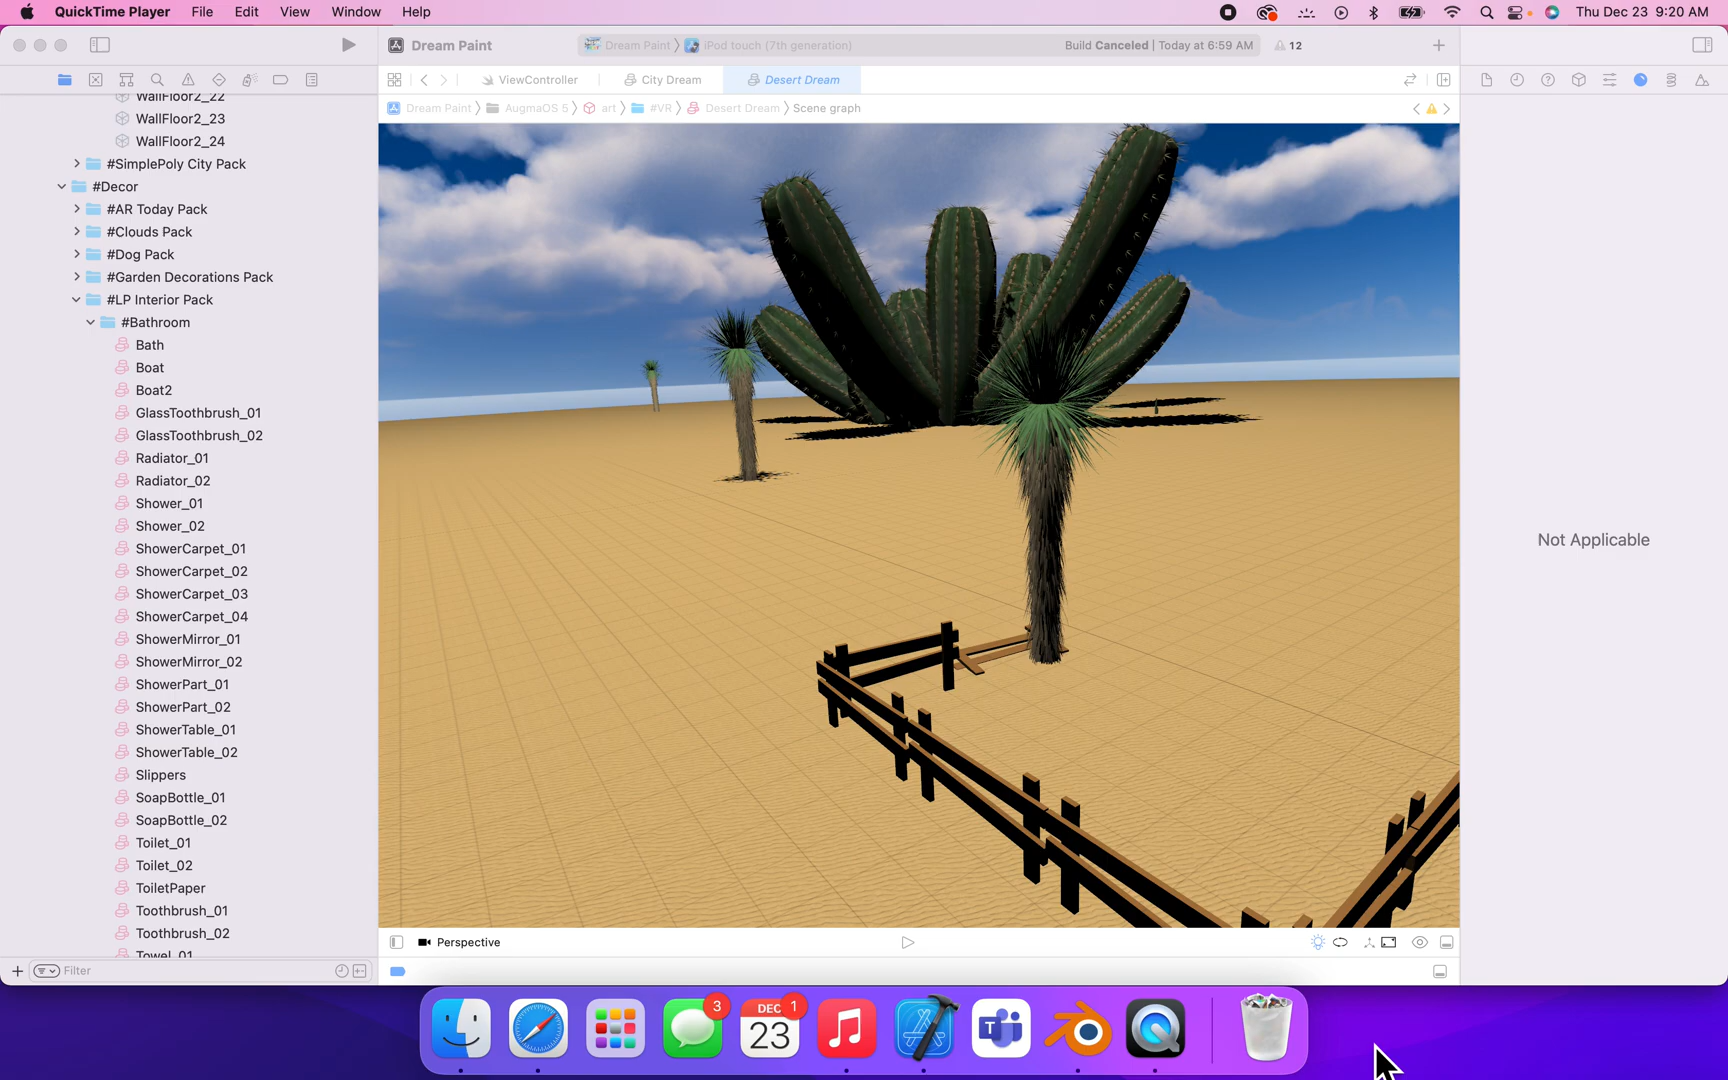 QuickTime Player File Edit View Window Help Thu Dec 23 9:20 AM
Dream Paint Dream Paint iPod touch (7th generation) Build Canceled | Today at 6:59 AM 12
ViewController City Dream Desert Dream
Dream Paint AugmaOS 5 art #VR Desert Dream Scene graph
WallFloor2_22
WallFloor2_23
WallFloor2_24
#SimplePoly City Pack
#Decor
#AR Today Pack
#Clouds Pack
#Dog Pack
#Garden Decorations Pack
#LP Interior Pack
#Bathroom
Bath
Boat
Boat2
GlassToothbrush_01
GlassToothbrush_02
Radiator_01
Radiator_02
Shower_01
Shower_02
ShowerCarpet_01
ShowerCarpet_02
ShowerCarpet_03
ShowerCarpet_04
ShowerMirror_01
ShowerMirror_02
ShowerPart_01
ShowerPart_02
ShowerTable_01
ShowerTable_02
Slippers
SoapBottle_01
SoapBottle_02
Toilet_01
Toilet_02
ToiletPaper
Toothbrush_01
Toothbrush_02
Towel_01
Filter
Not Applicable
Perspective
3
DEC 1
23
T